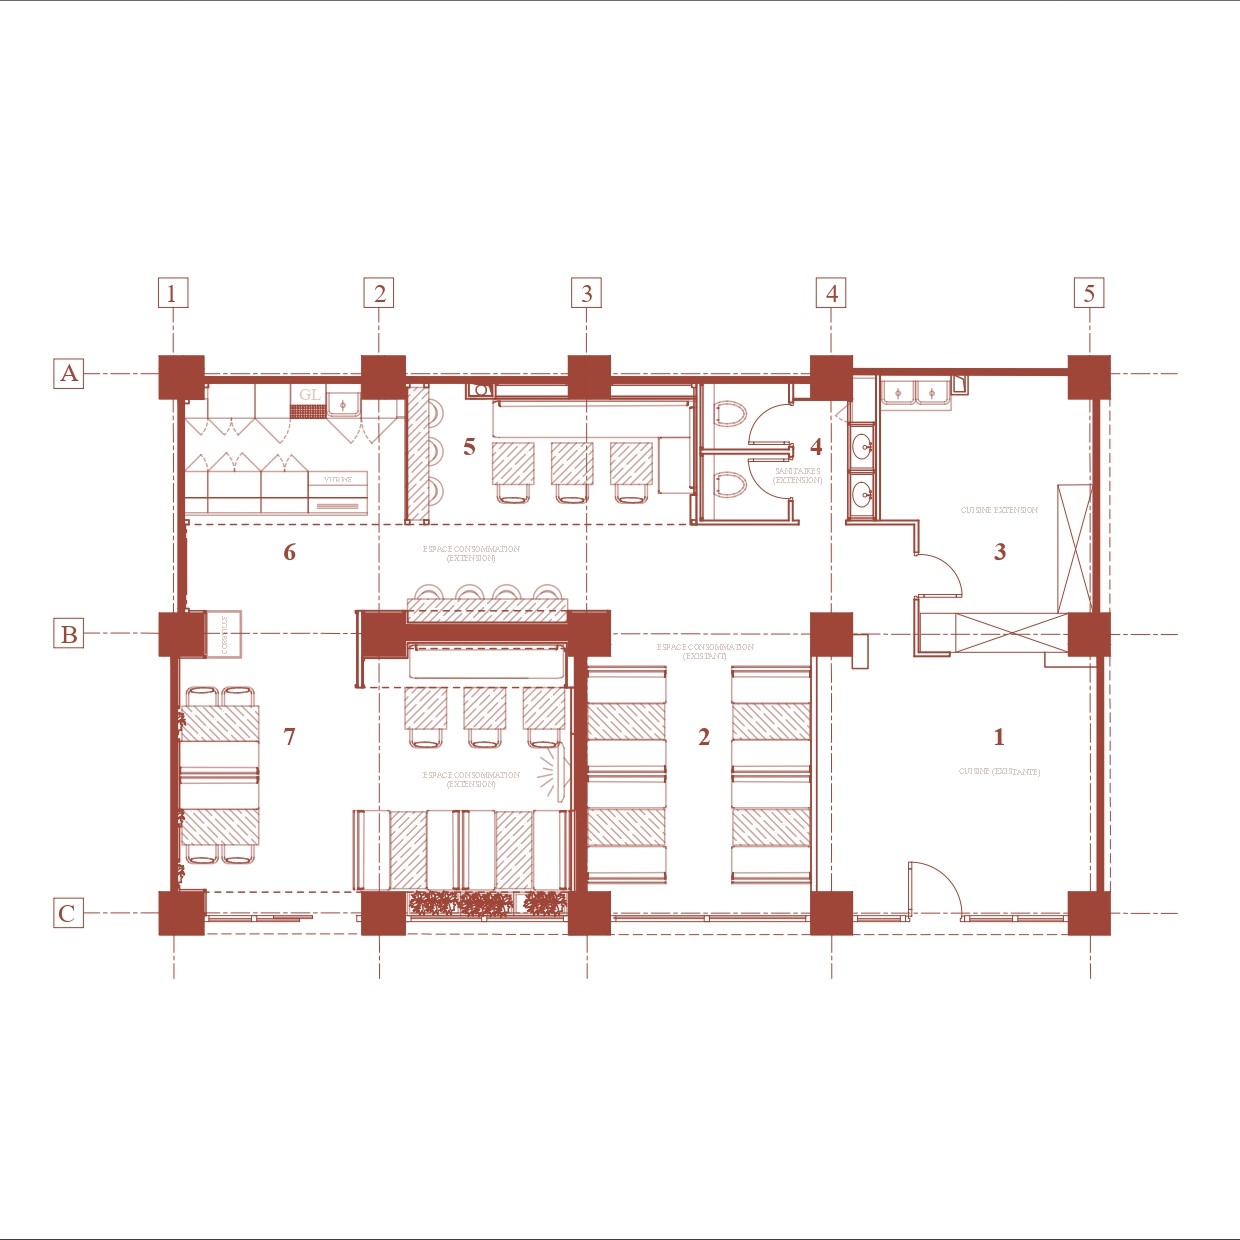 1 2 3 4 5
A
GL
5
4
SANITAIRES
(EXTENSION)
VITRINE
CUISINE EXTENSION
6
ESPACE CONSOMMATION
(EXTENSION)
3
B
ESPACE CONSOMMATION
(EXISTANT)
7
2
1
ESPACE CONSOMMATION
(EXTENSION)
CUISINE (EXISTANTE)
C